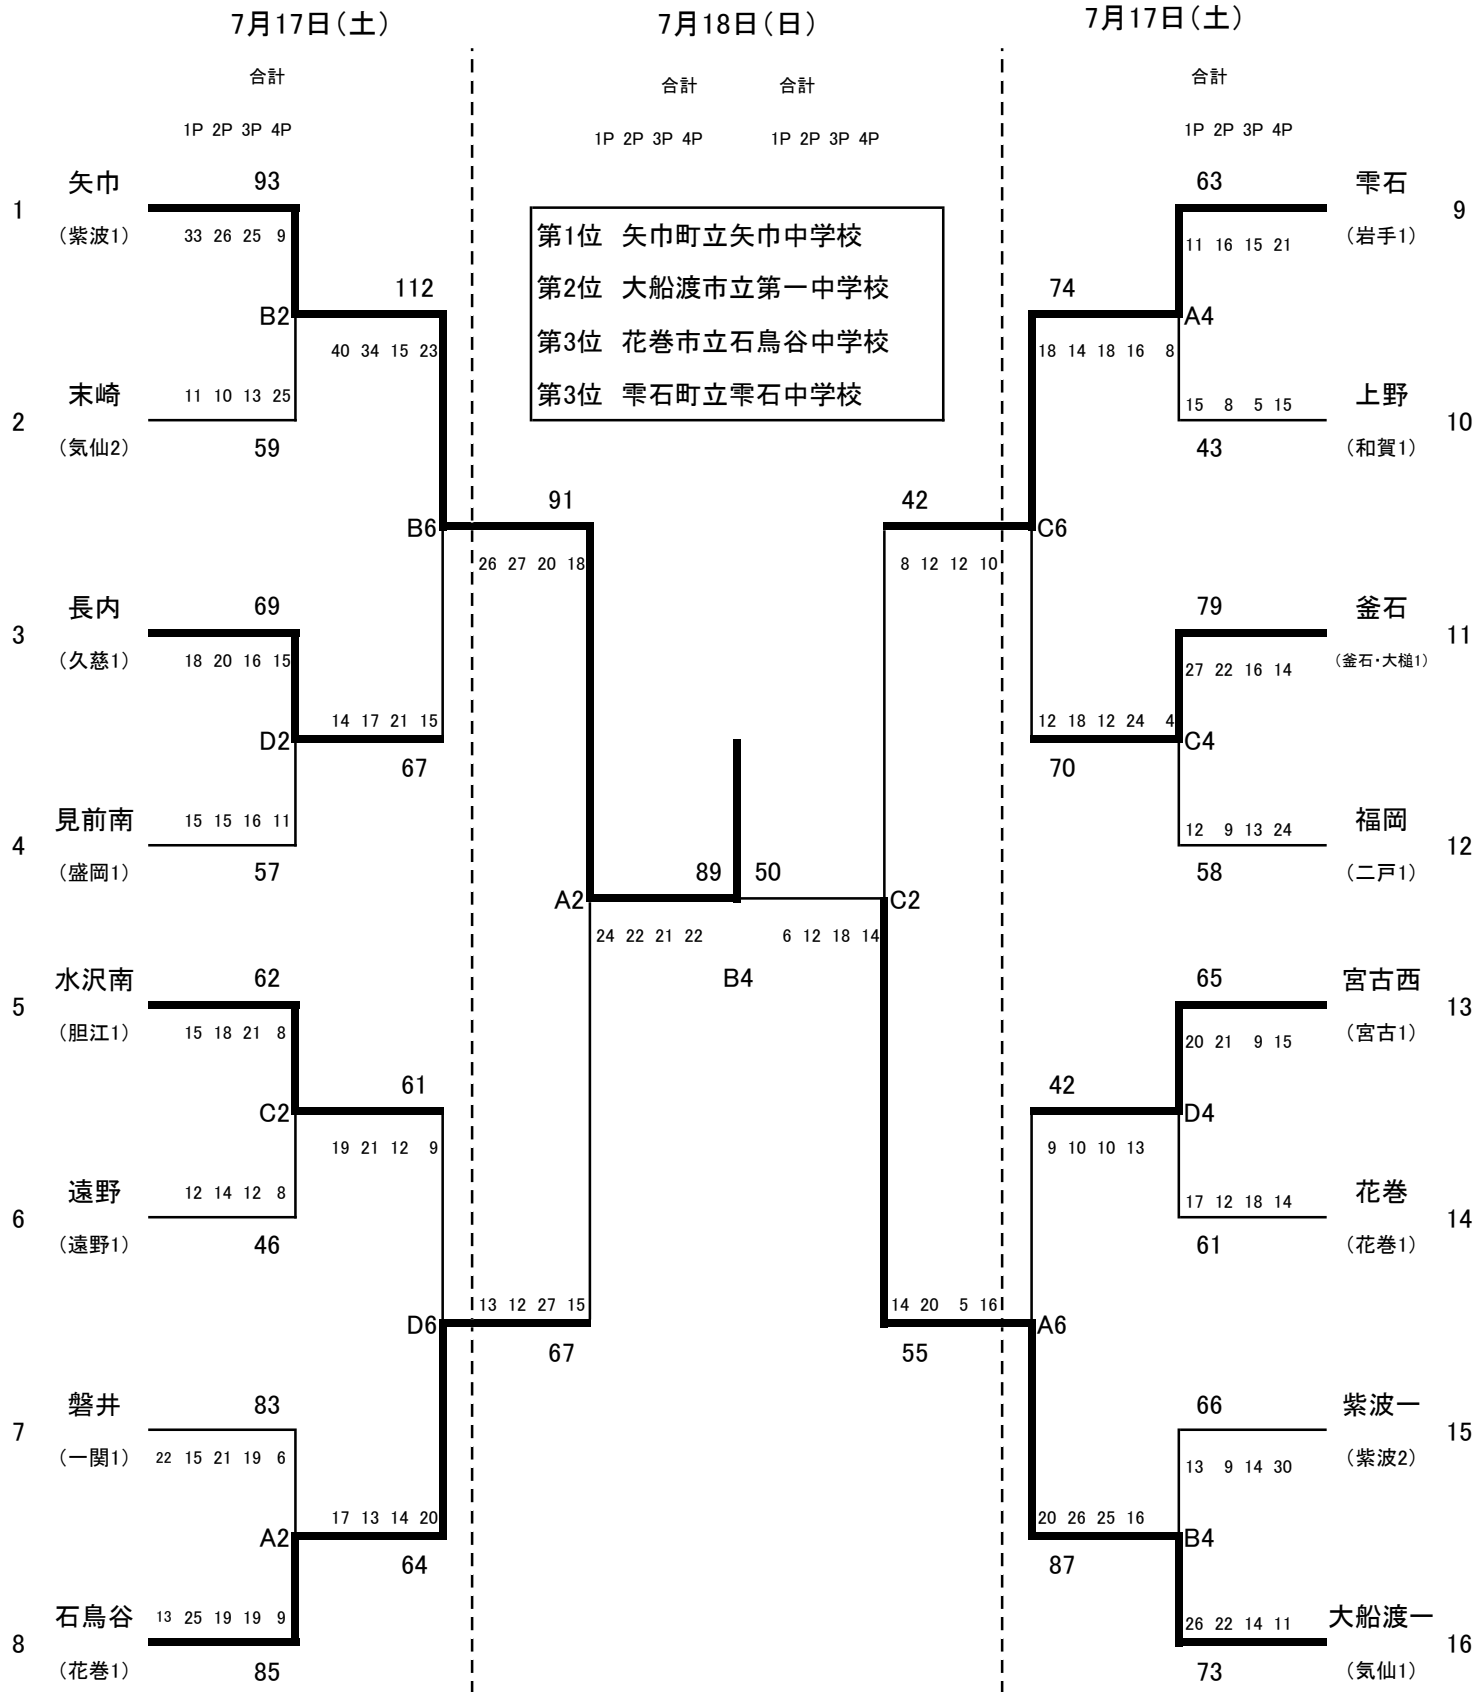 7月17日（土） 7月18日（日） 7月17日（土）
合計 合計 合計 合計
1P 2P 3P 4P 1P 2P 3P 4P 1P 2P 3P 4P 1P 2P 3P 4P
1 矢巾 （紫波1） 93
33 26 25 9
B2
2 末崎 （気仙2） 59
11 10 13 25
112
40 34 15 23
B6
3 長内 （久慈1） 69
18 20 16 15
D2
4 見前南 （盛岡1） 57
15 15 16 11
14 17 21 15
67
5 水沢南 （胆江1） 62
15 18 21 8
C2
6 遠野 （遠野1） 46
12 14 12 8
61
19 21 12 9
D6
7 磐井 （一関1） 83
22 15 21 19 6
A2
8 石鳥谷 （花巻1） 85
13 25 19 19 9
17 13 14 20
64
第1位 矢巾町立矢巾中学校
第2位 大船渡市立第一中学校
第3位 花巻市立石鳥谷中学校
第3位 雫石町立雫石中学校
91
26 27 20 18
A2
13 12 27 15
67
89 50
24 22 21 22
6 12 18 14
B4
42
8 12 12 10
C2
14 20 5 16
55
63 雫石 （岩手1） 9
11 16 15 21
A4
15 8 5 15
43 上野 （和賀1） 10
74
18 14 18 16 8
C6
79 釜石 （釜石・大槌1） 11
27 22 16 14
C4
12 9 13 24
58 福岡 （二戸1） 12
12 18 12 24 4
70
65 宮古西 （宮古1） 13
20 21 9 15
D4
17 12 18 14
61 花巻 （花巻1） 14
42
9 10 10 13
A6
66 紫波一 （紫波2） 15
13 9 14 30
B4
26 22 14 11
73 大船渡一 （気仙1） 16
20 26 25 16
87